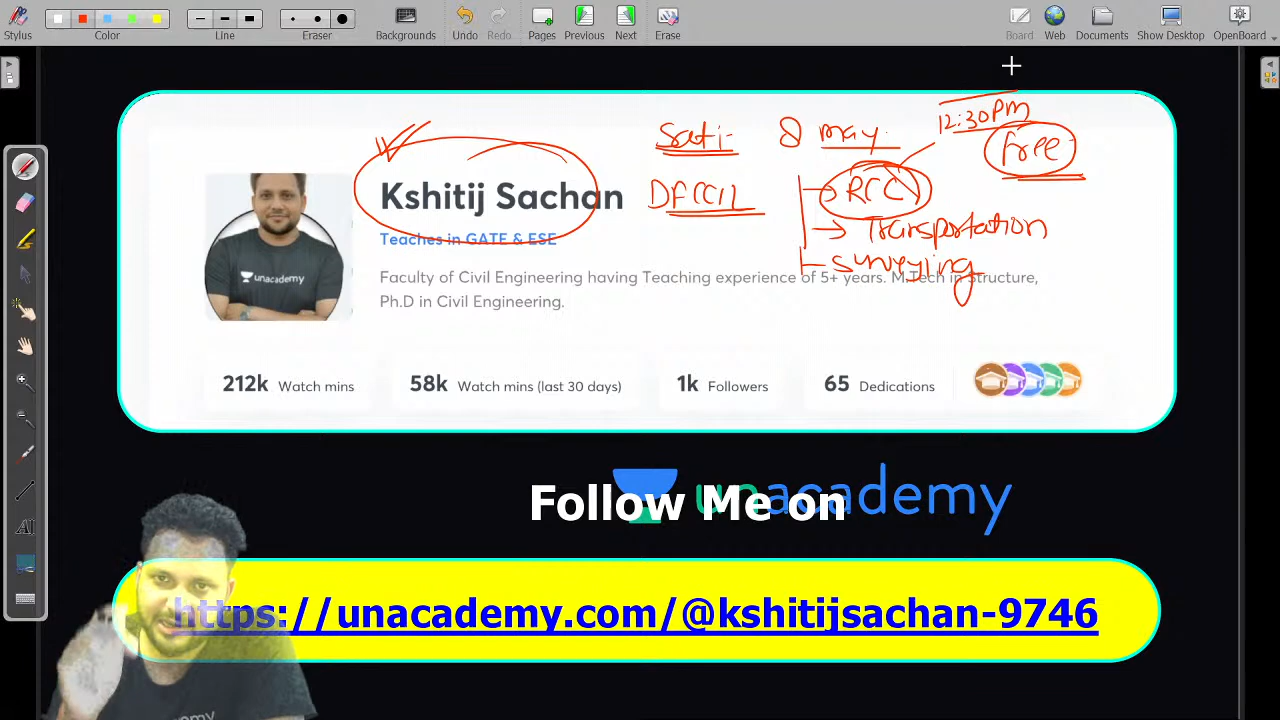 Stylus Color Line Eraser Backgrounds Undo Redo Pages Previous Next Erase Board Web Documents Show Desktop OpenBoard
12:30PM
Sati. 8 may. free
Kshitij Sachan DFCCIL RCC
Teaches in GATE & ESE Transportation
surveying
unacademy
Faculty of Civil Engineering having Teaching experience of 5+ years. M.Tech in Structure,
Ph.D in Civil Engineering.
212k Watch mins 58k Watch mins (last 30 days) 1k Followers 65 Dedications
unacademy
Follow Me on
AI
https://unacademy.com/@kshitijsachan-9746
unacademy